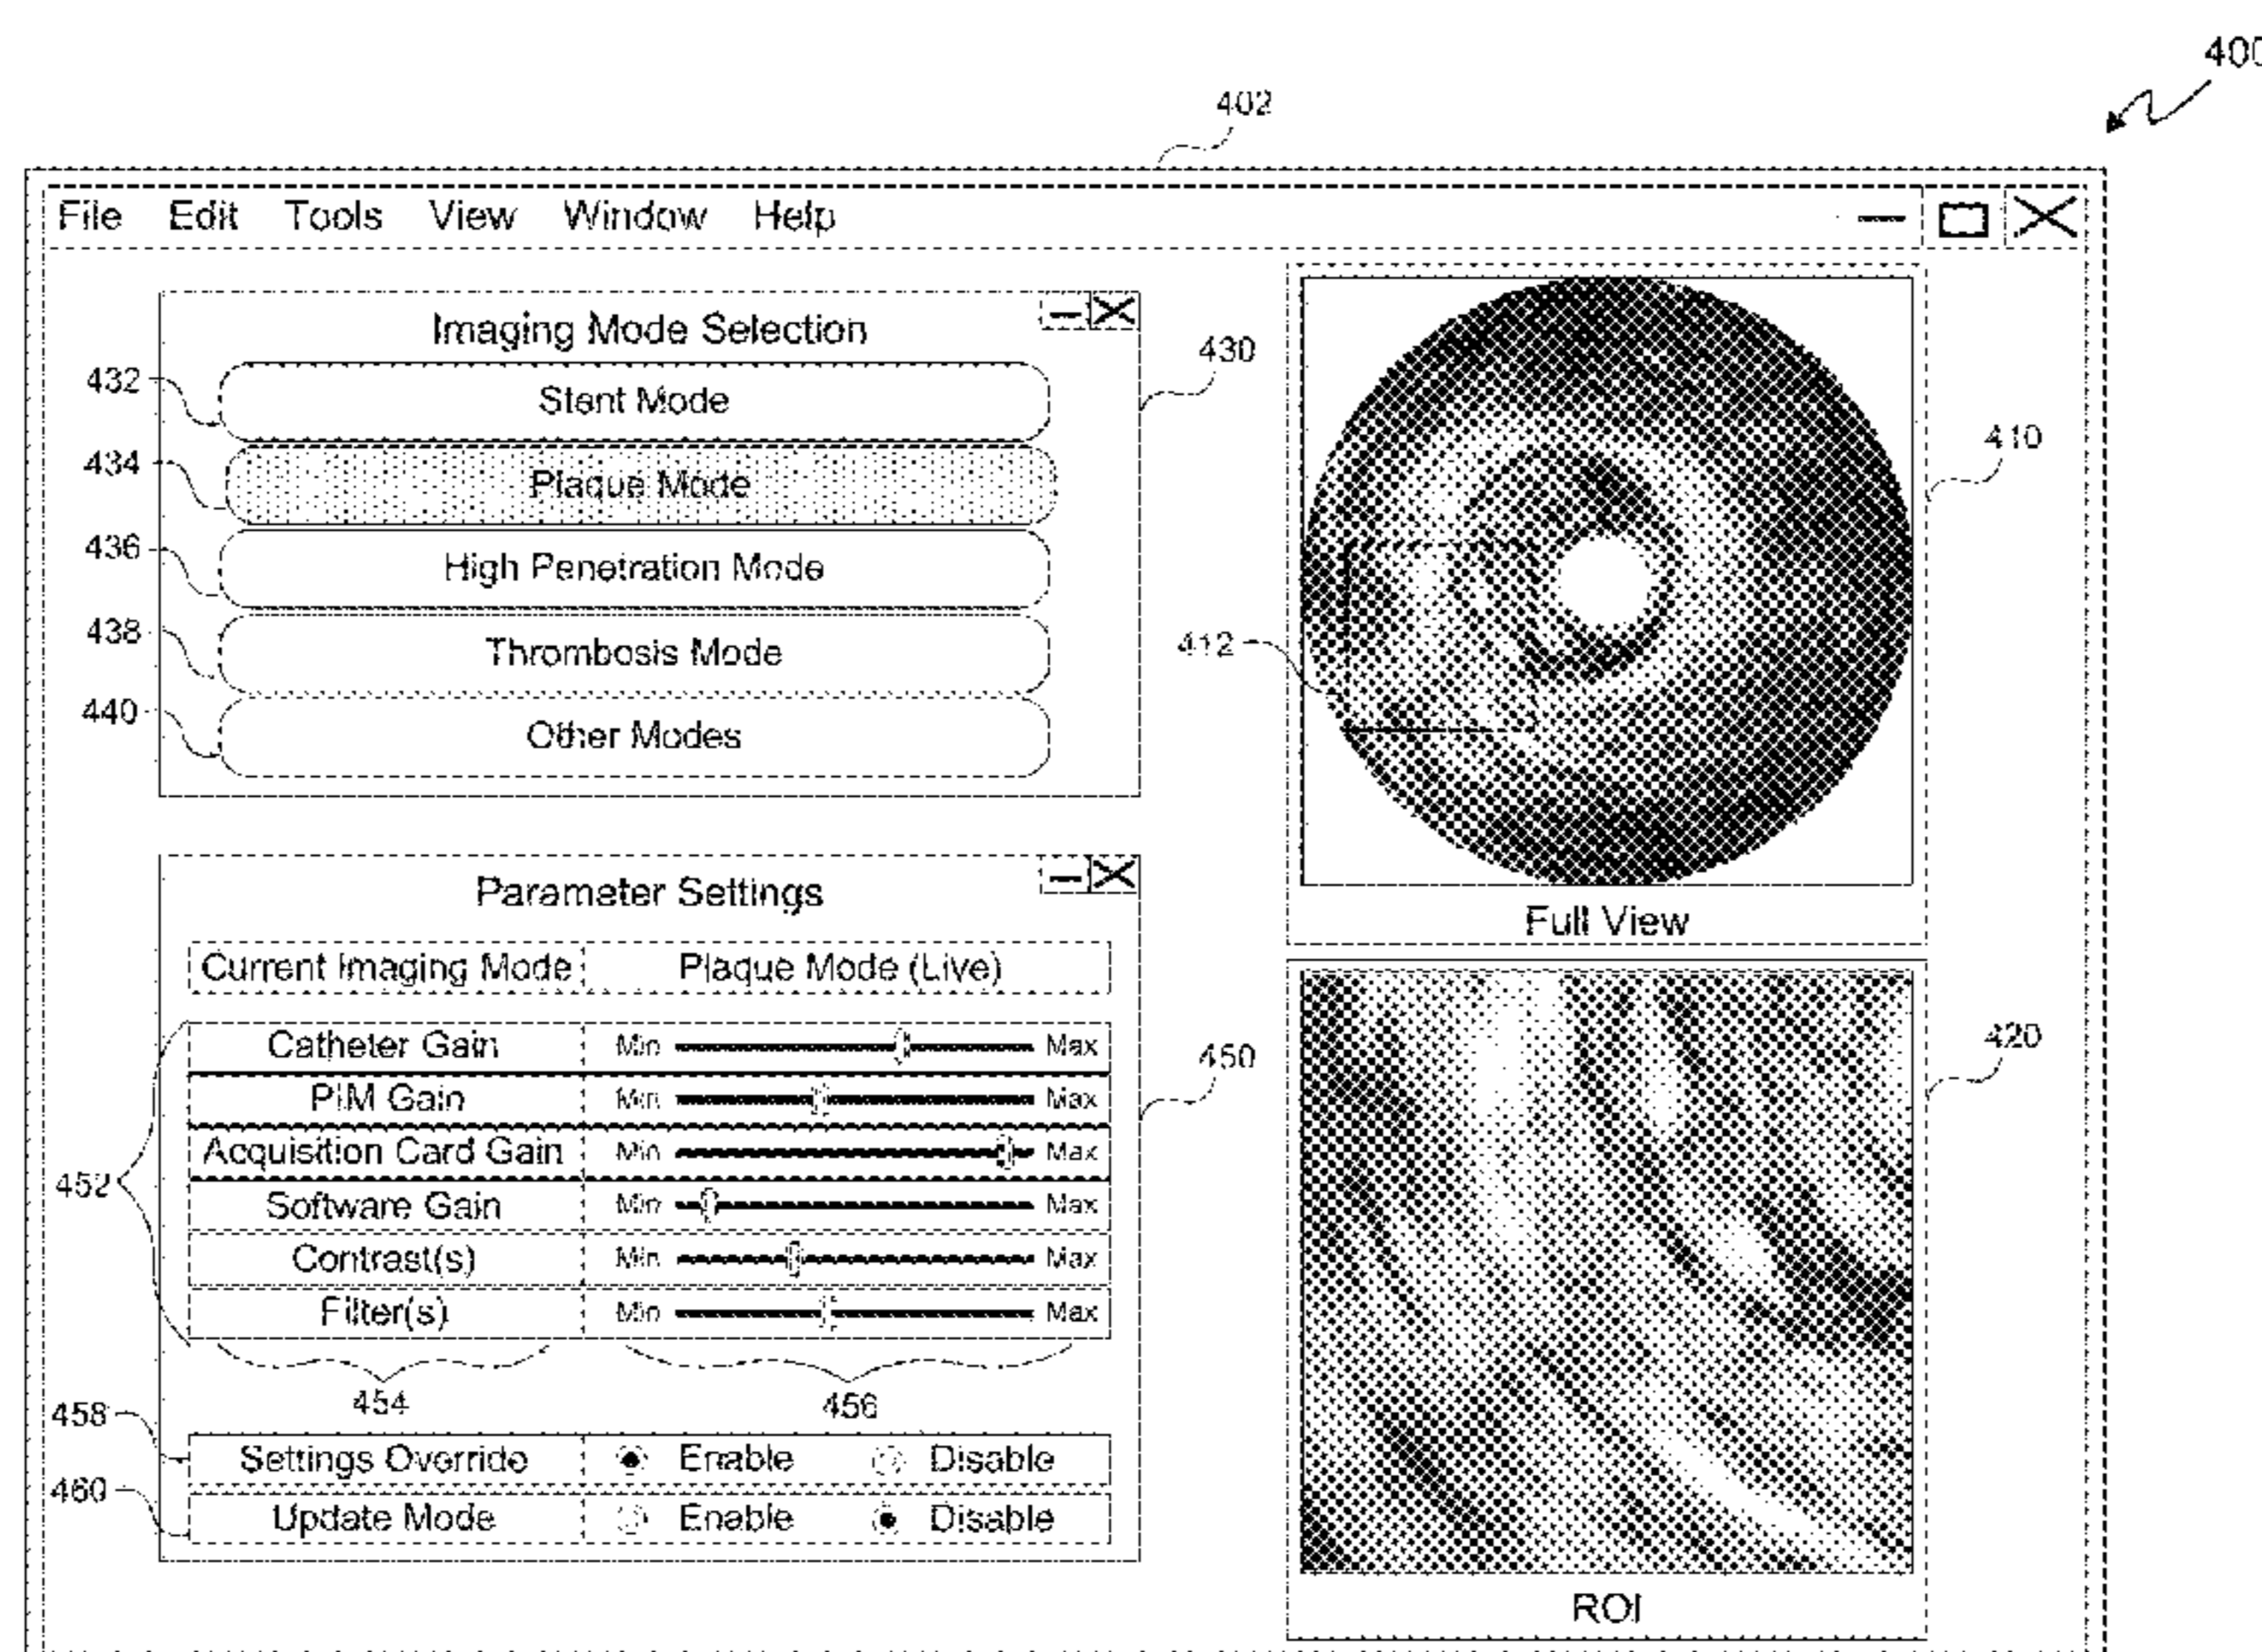 400
402
File Edit Tools View Window Help
Imaging Mode Selection
430
432
Stent Mode
434
Plaque Mode
410
436
High Penetration Mode
438
Thrombosis Mode
412
440
Other Modes
Full View
Parameter Settings
Current Imaging Mode Plaque Mode (Live)
Catheter Gain Min Max
450
420
PIM Gain Min Max
Acquisition Card Gain Min Max
452
Software Gain Min Max
Contrast(s) Min Max
Filter(s) Min Max
454
456
458
Settings Override Enable Disable
460
Update Mode Enable Disable
ROI